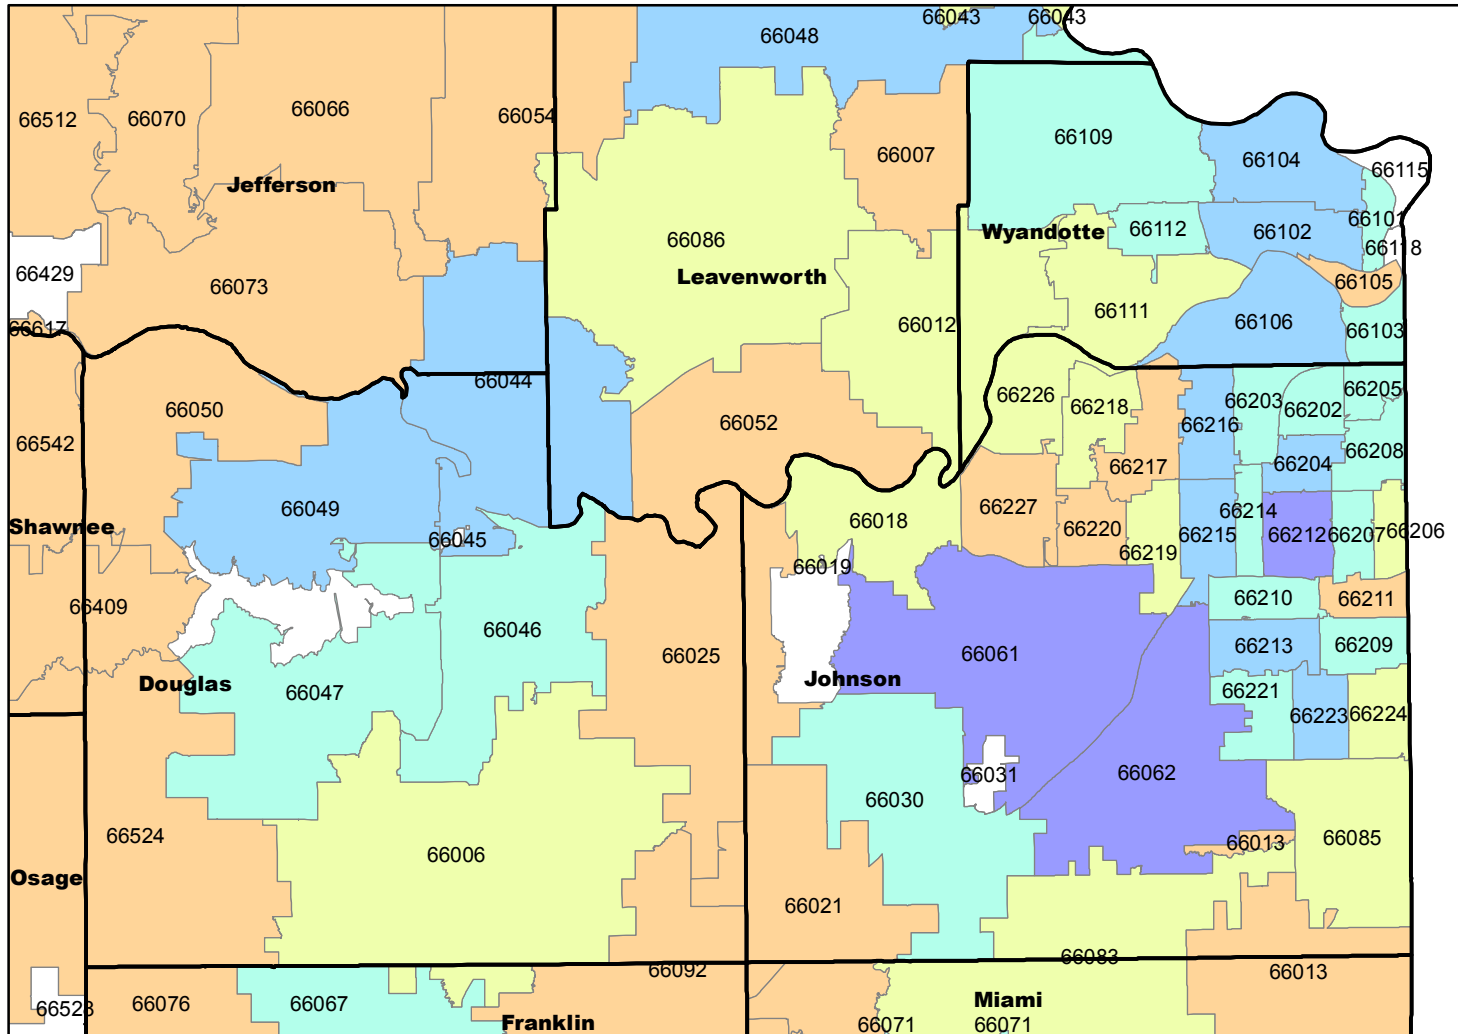 66043 66043
66048
66512 66070 66066 66054
66007 66109 66104 66115
Jefferson
66086 Wyandotte 66112 66102 66101
66118
66429 66073 Leavenworth 66105
66617 66012 66111 66106 66103
66044
66050 66052 66226 66218 66216 66203 66202 66205
66542 66217 66204 66208
66049 66018 66227 66220 66214
Shawnee 66045 66219 66215 66212 66207 66206
66019
66409 66210 66211
66046 66025 66061 66213 66209
Douglas 66047 Johnson 66221
66223 66224
66031 66062
66030
66524 66006 66013 66085
Osage 66021
66083
66092 66013
66523 66076 66067 Miami
Franklin 66071 66071